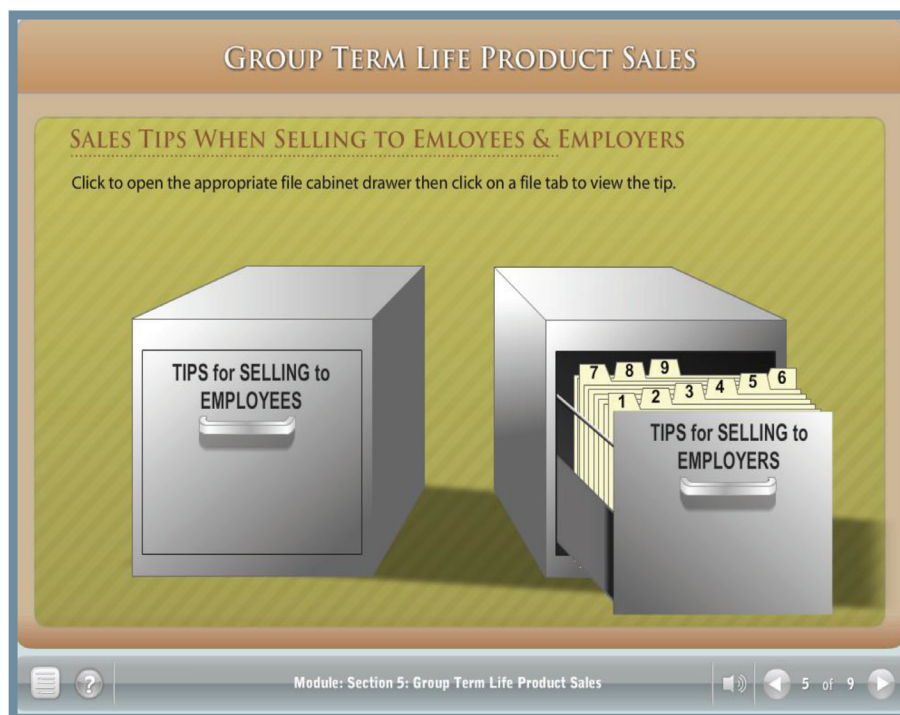 GROUP TERM LIFE PRODUCT SALES
SALES TIPS WHEN SELLING TO EMLOYEES & EMPLOYERS
Click to open the appropriate file cabinet drawer then click on a file tab to view the tip.
TIPS for SELLING to
EMPLOYEES
7 8 9
1 2 3 4 5 6
TIPS for SELLING to
EMPLOYERS
?
Module: Section 5: Group Term Life Product Sales
5 of 9